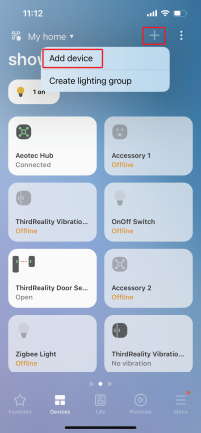 11:12
My home
show
Add device
Create lighting group
1 on
Aeotec Hub
Connected
Accessory 1
Offline
ThirdReality Vibratio...
Offline
OnOff Switch
Offline
ThirdReality Door Se...
Open
Accessory 2
Offline
Zigbee Light
Offline
ThirdReality Vibratio...
No vibration
Favorites
Devices
Life
Routines
Menu